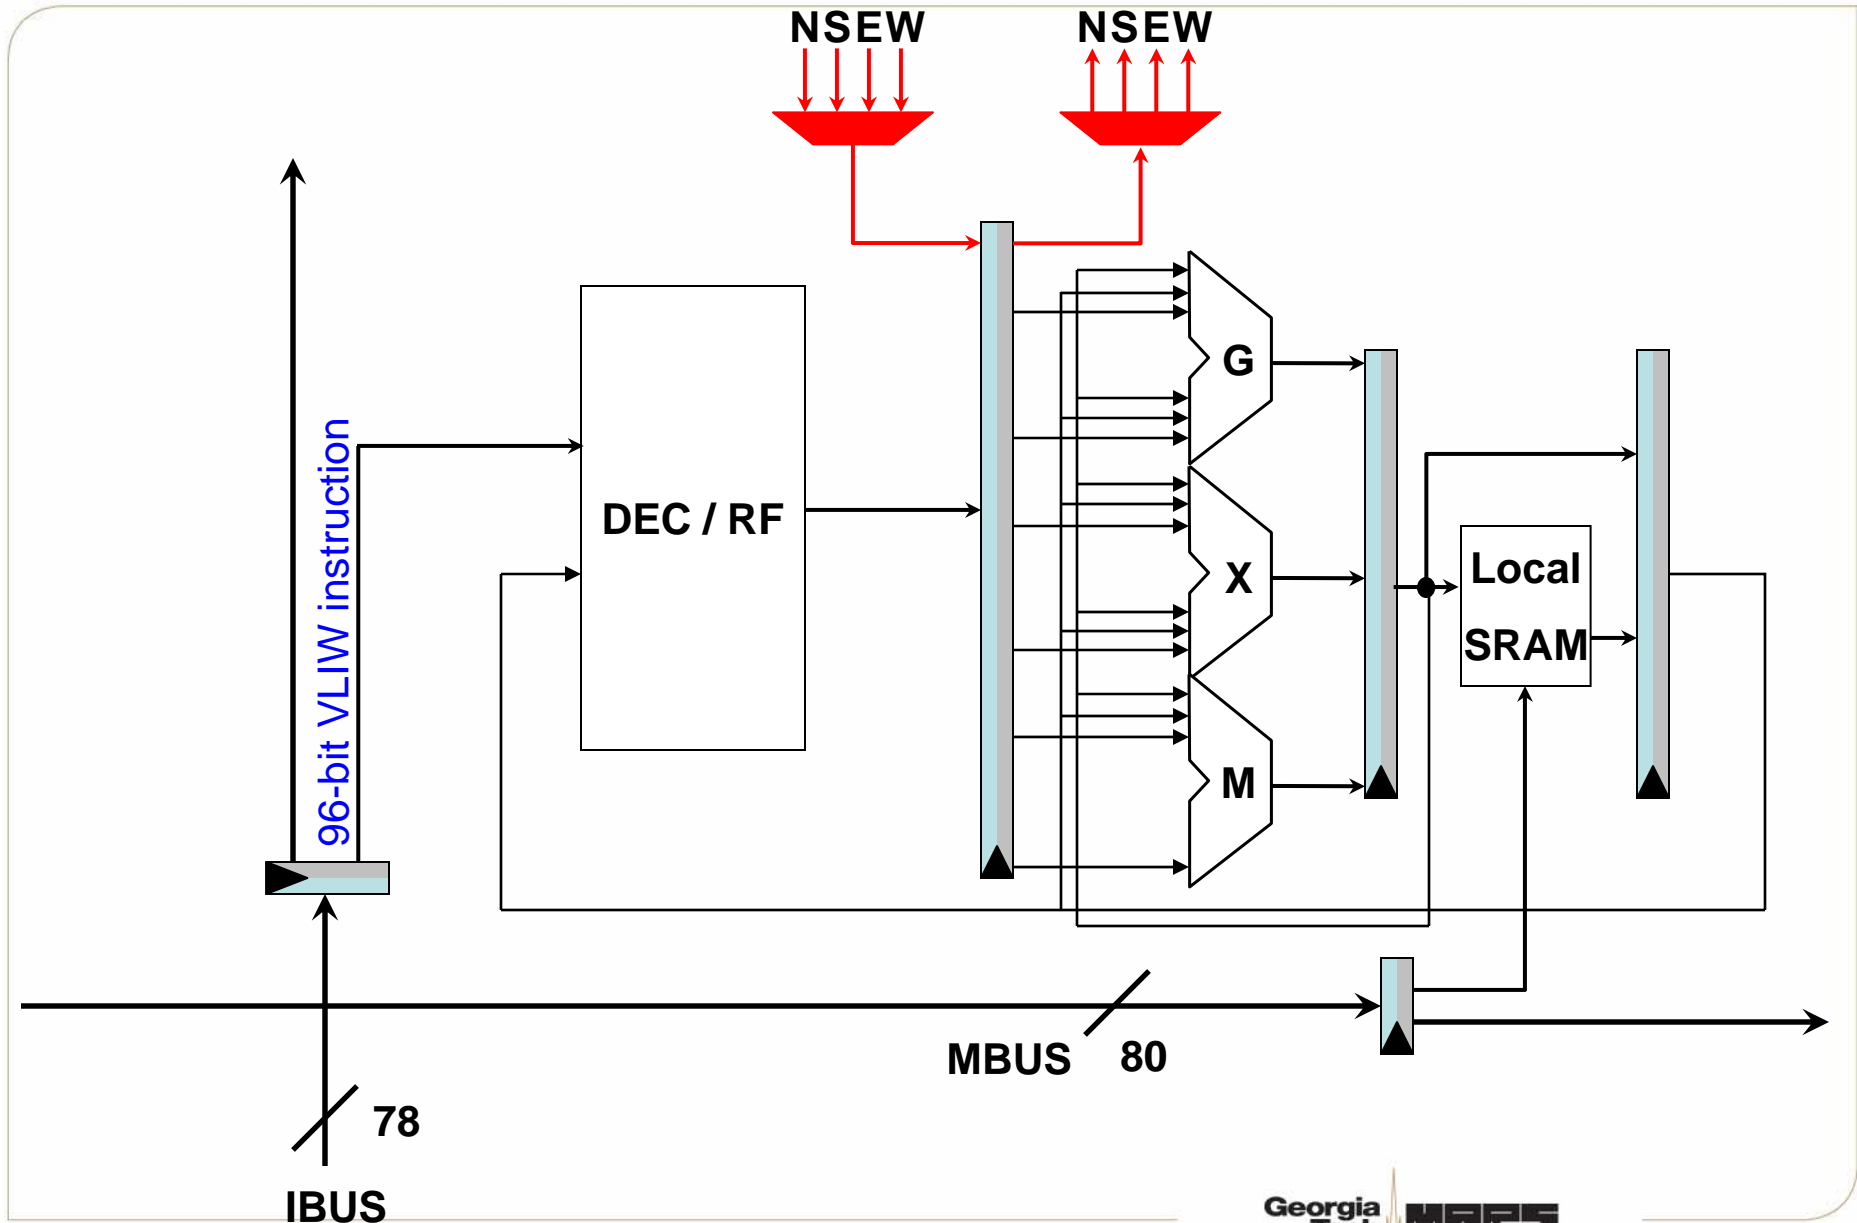 NSEW
NSEW
96-bit VLIW instruction
DEC / RF
G
X
M
Local
SRAM
MBUS
80
78
IBUS
Georgia